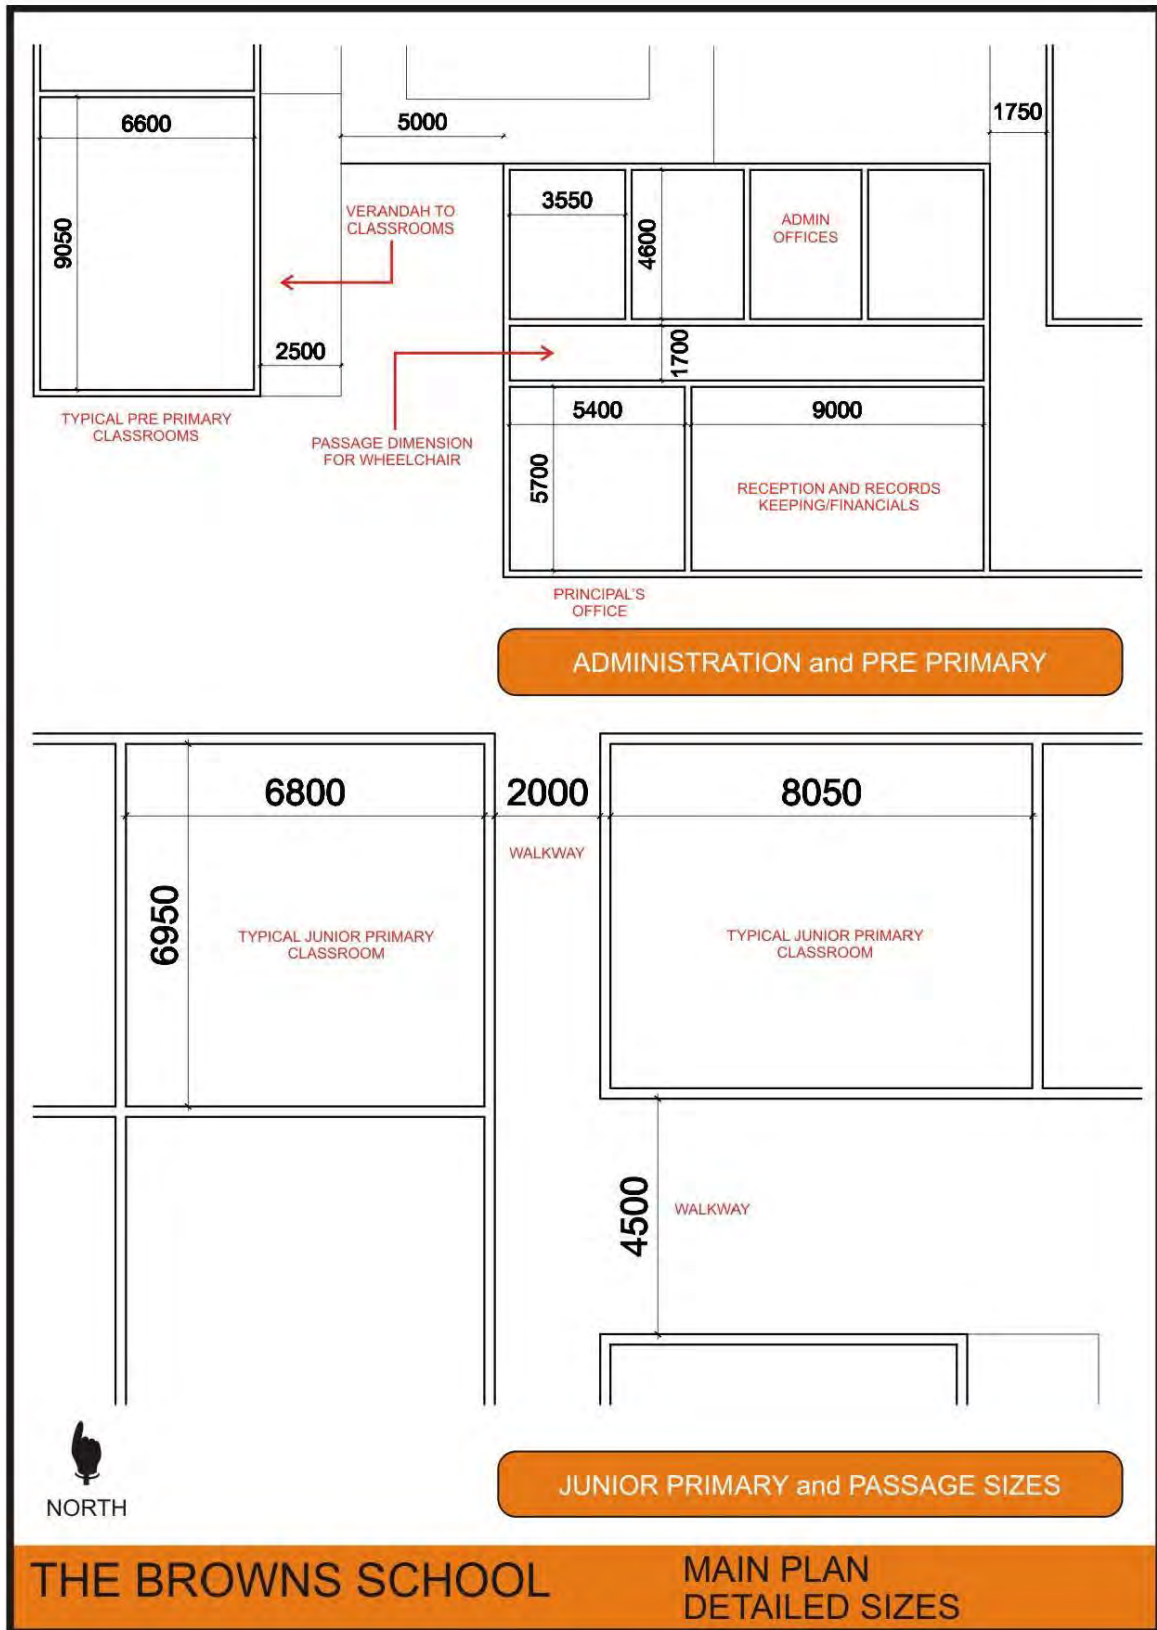 6600
5000
1750
3550
9050
VERANDAH TO
CLASSROOMS
4600
ADMIN
OFFICES
2500
1700
TYPICAL PRE PRIMARY
CLASSROOMS
PASSAGE DIMENSION
FOR WHEELCHAIR
5400
9000
5700
RECEPTION AND RECORDS
KEEPING/FINANCIALS
PRINCIPAL'S
OFFICE
ADMINISTRATION and PRE PRIMARY
6800
2000
8050
WALKWAY
6950
TYPICAL JUNIOR PRIMARY
CLASSROOM
TYPICAL JUNIOR PRIMARY
CLASSROOM
4500
WALKWAY
NORTH
JUNIOR PRIMARY and PASSAGE SIZES
THE BROWNS SCHOOL
MAIN PLAN
DETAILED SIZES